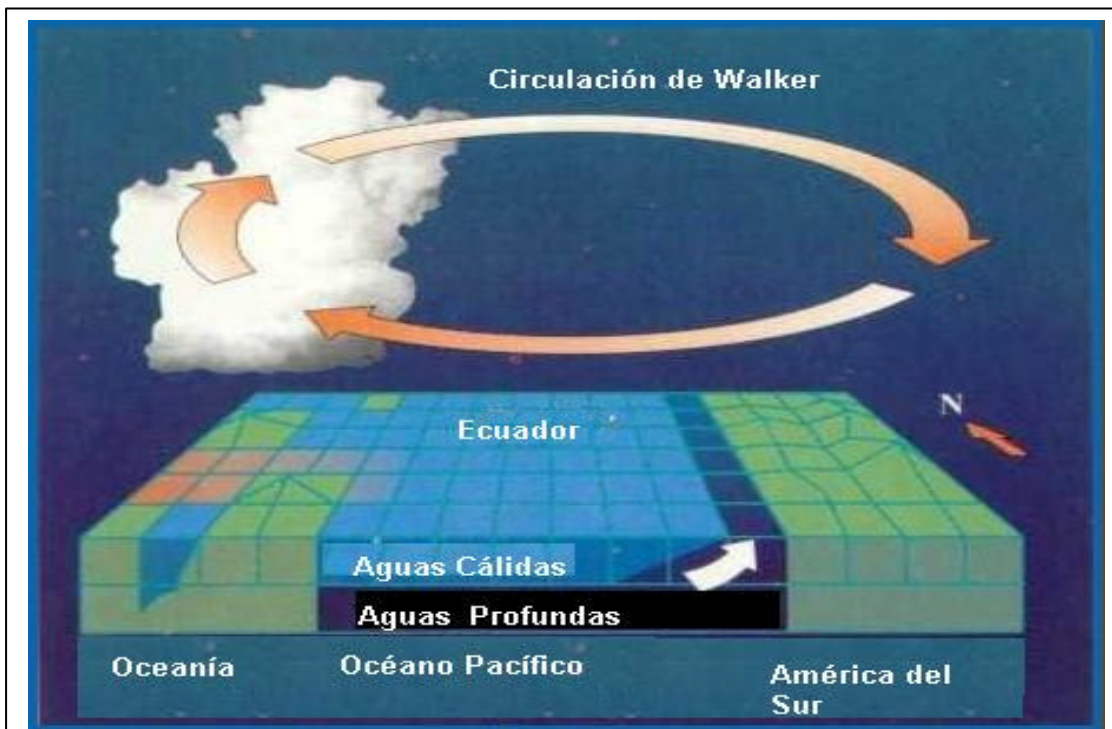 Circulación de Walker
N
Ecuador
Aguas Cálidas
Aguas Profundas
Oceanía
Océano Pacífico
América del
Sur